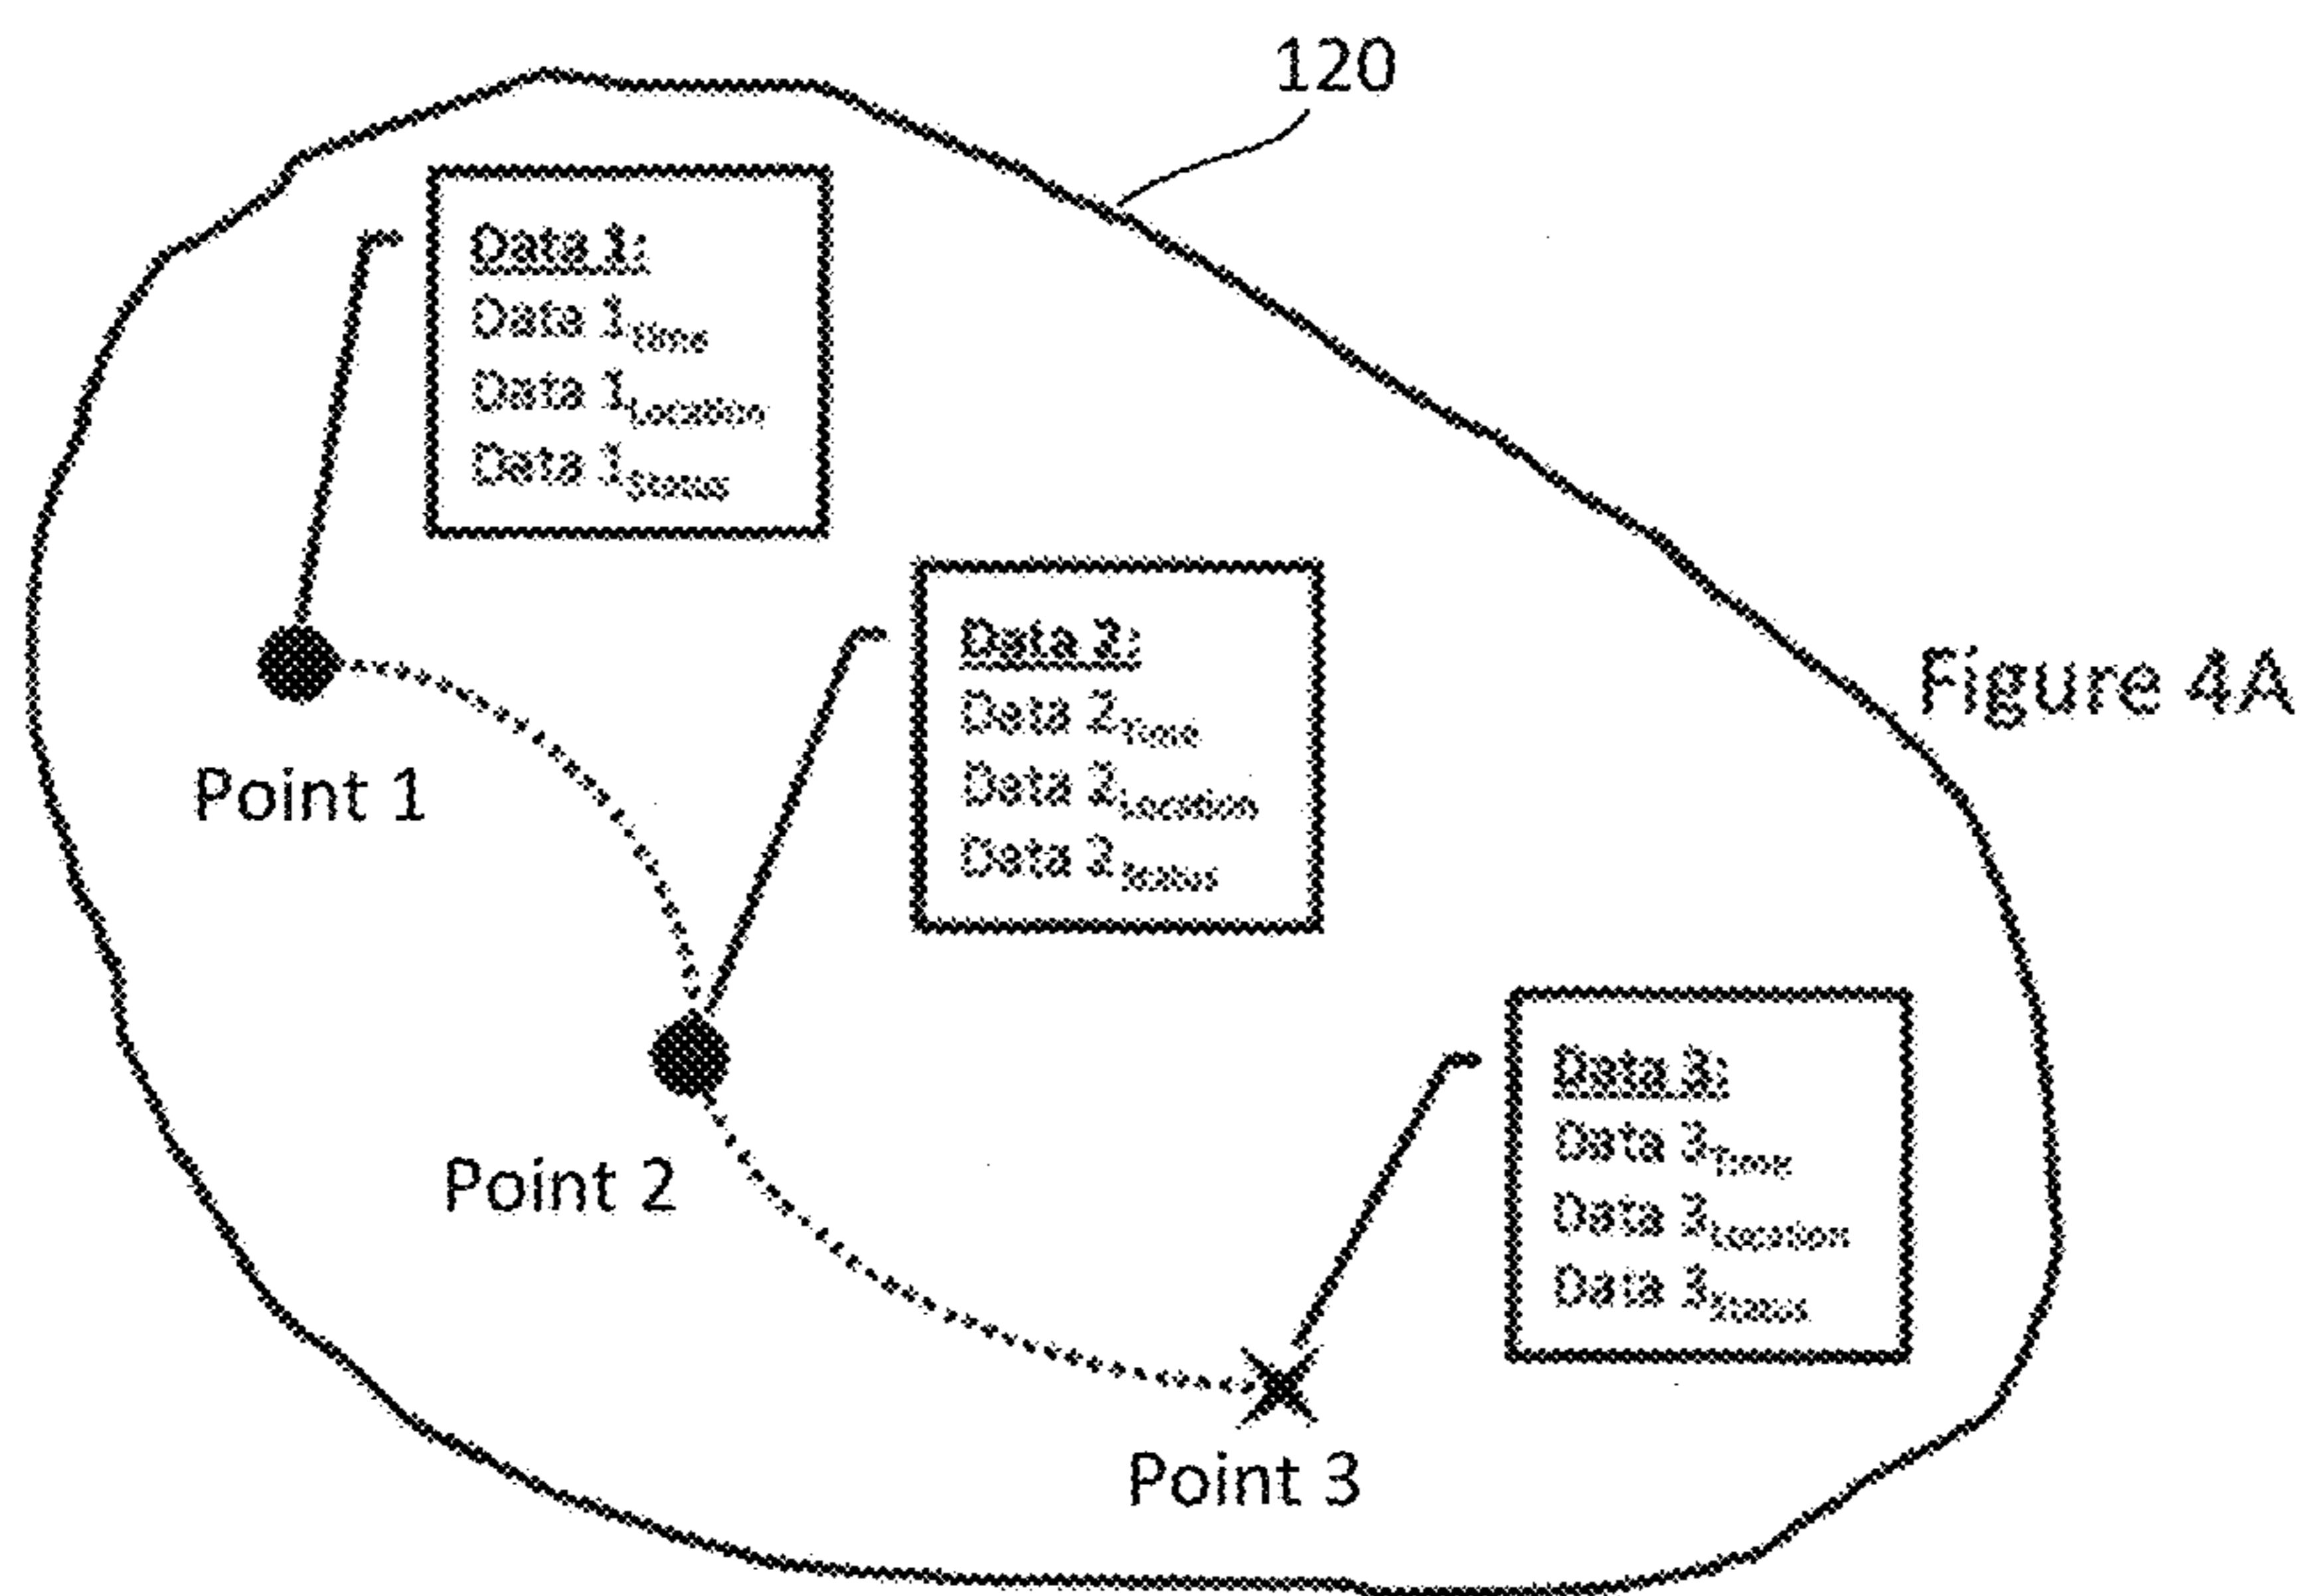 120
Data 1:
Data 1Time
Data 1Location
Data 1Status
Point 1
Data 2:
Data 2Time
Data 2Location
Data 2Status
Figure 4A
Point 2
Data 3:
Data 3Time
Data 3Location
Data 3Status
Point 3